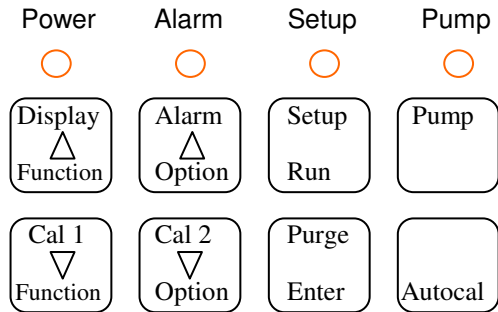 Power Alarm Setup Pump
Display Alarm Setup Pump
Function Option Run
Cal 1 Cal 2 Purge
Function Option Enter Autocal